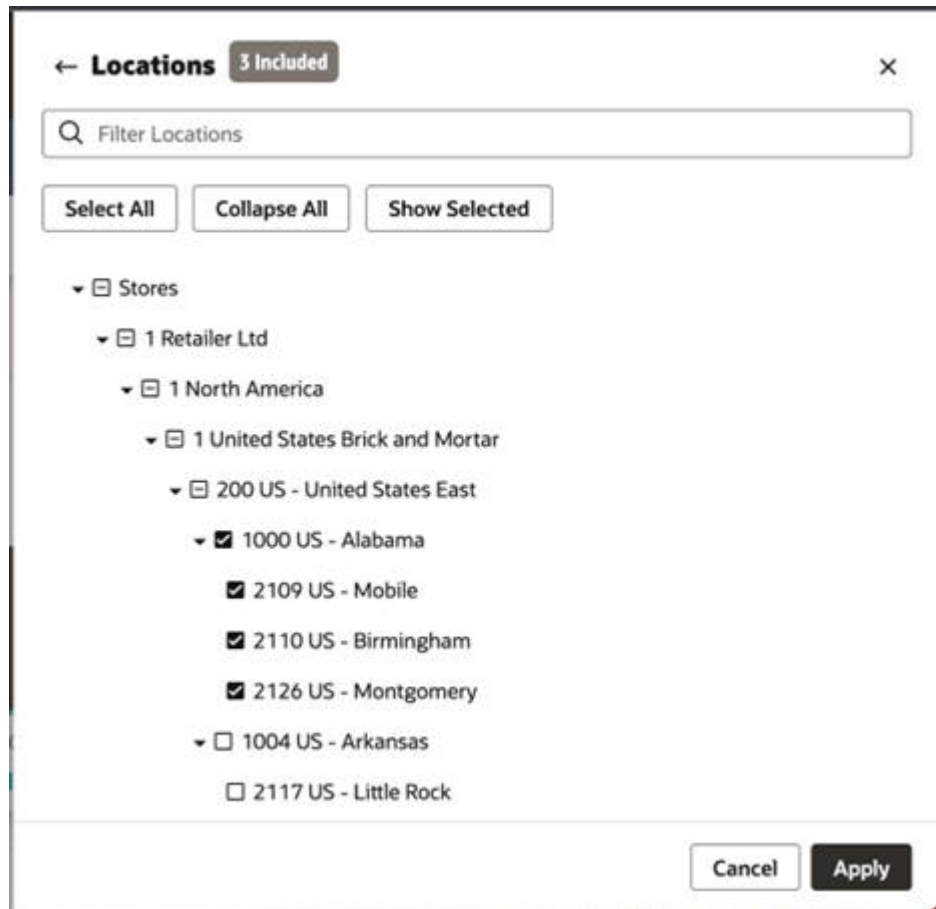 ← Locations 3 Included
Filter Locations
Select All Collapse All Show Selected
Stores
1 Retailer Ltd
1 North America
1 United States Brick and Mortar
200 US - United States East
1000 US - Alabama
2109 US - Mobile
2110 US - Birmingham
2126 US - Montgomery
1004 US - Arkansas
2117 US - Little Rock
Cancel Apply